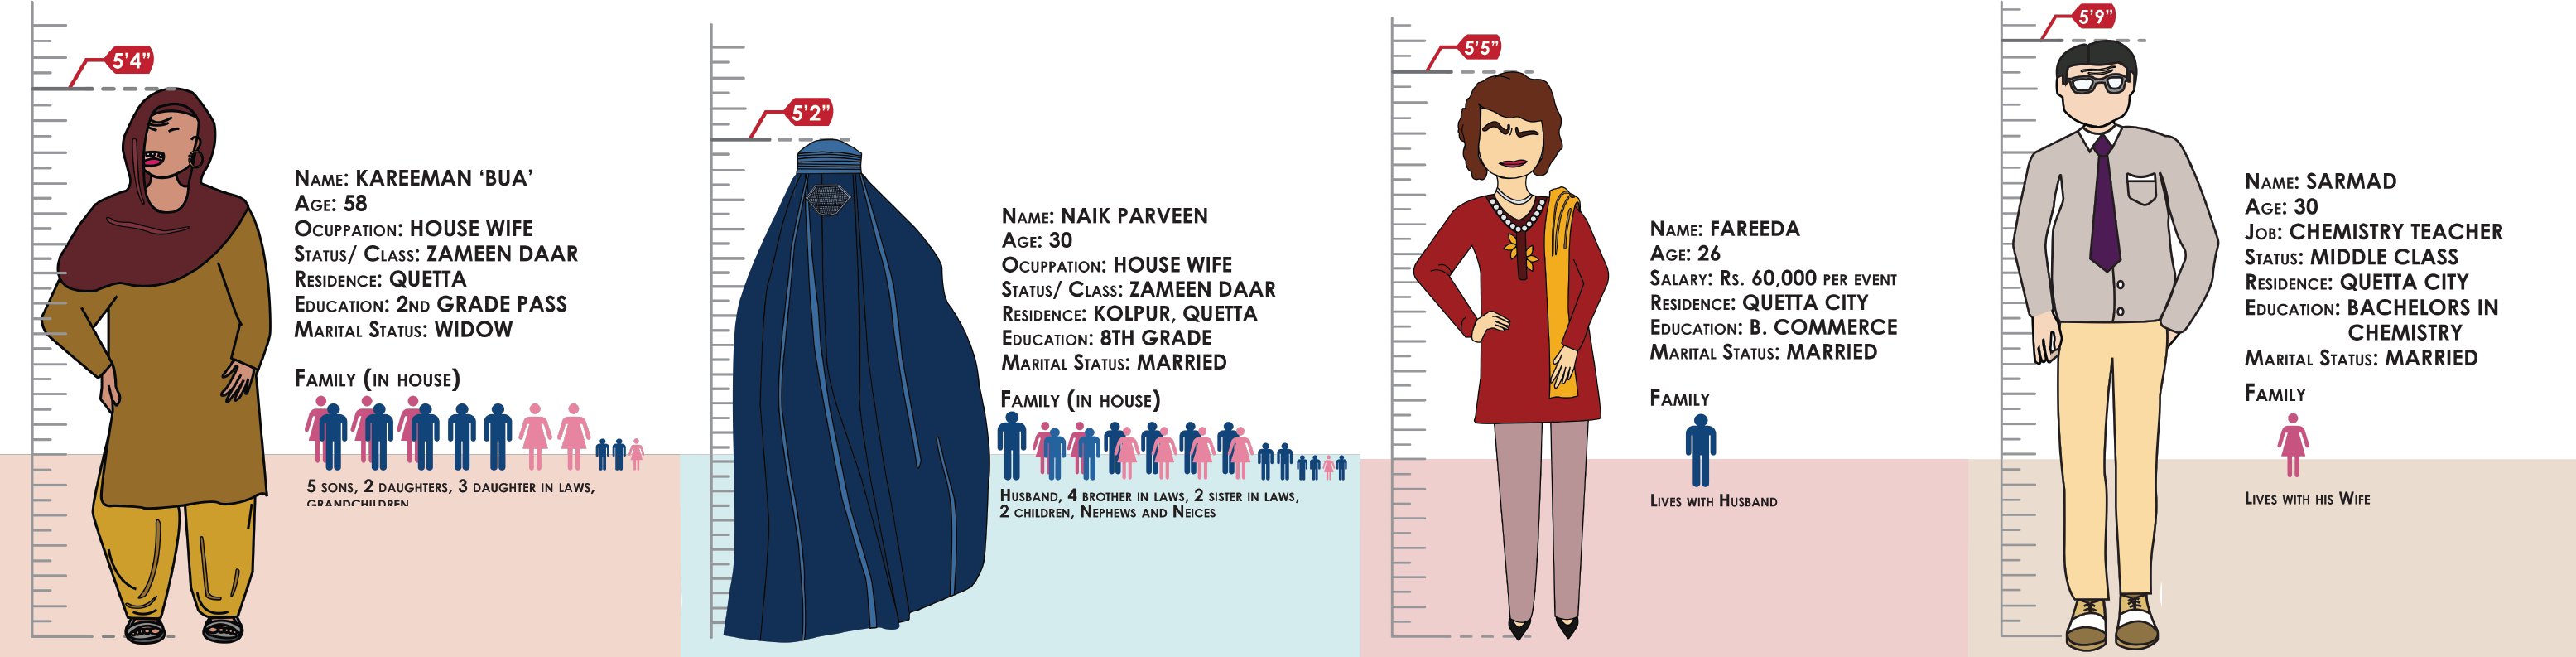 5'4"
NAME: KAREEMAN 'BUA'
AGE: 58
OCUPPATION: HOUSE WIFE
STATUS/ CLASS: ZAMEEN DAAR
RESIDENCE: QUETTA
EDUCATION: 2ND GRADE PASS
MARITAL STATUS: WIDOW
FAMILY (IN HOUSE)
5 SONS, 2 DAUGHTERS, 3 DAUGHTER IN LAWS,
GRANDCHILDREN
5'2"
NAME: NAIK PARVEEN
AGE: 30
OCUPPATION: HOUSE WIFE
STATUS/ CLASS: ZAMEEN DAAR
RESIDENCE: KOLPUR, QUETTA
EDUCATION: 8TH GRADE
MARITAL STATUS: MARRIED
FAMILY (IN HOUSE)
HUSBAND, 4 BROTHER IN LAWS, 2 SISTER IN LAWS,
2 CHILDREN, NEPHEWS AND NEICES
5'5"
NAME: FAREEDA
AGE: 26
SALARY: RS. 60,000 PER EVENT
RESIDENCE: QUETTA CITY
EDUCATION: B. COMMERCE
MARITAL STATUS: MARRIED
FAMILY
LIVES WITH HUSBAND
5'9"
NAME: SARMAD
AGE: 30
JOB: CHEMISTRY TEACHER
STATUS: MIDDLE CLASS
RESIDENCE: QUETTA CITY
EDUCATION: BACHELORS IN
CHEMISTRY
MARITAL STATUS: MARRIED
FAMILY
LIVES WITH HIS WIFE